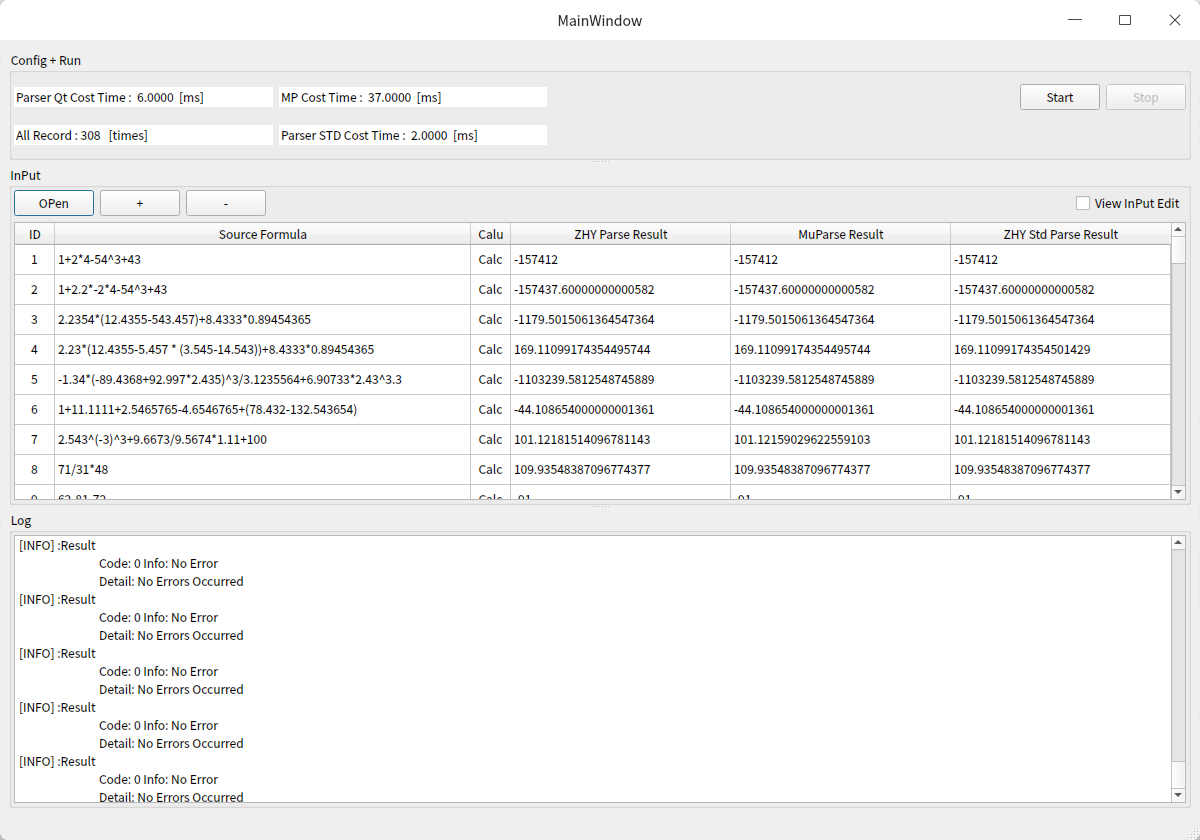 MainWindow
Config + Run
Parser Qt Cost Time : 6.0000 [ms] MP Cost Time : 37.0000 [ms] Start Stop
All Record : 308 [times] Parser STD Cost Time : 2.0000 [ms]
InPut
OPen + - View InPut Edit
ID Source Formula Calu ZHY Parse Result MuParse Result ZHY Std Parse Result
1 1+2*4-54^3+43 Calc -157412 -157412 -157412
2 1+2.2*-2*4-54^3+43 Calc -157437.60000000000582 -157437.60000000000582 -157437.60000000000582
3 2.2354*(12.4355-543.457)+8.4333*0.89454365 Calc -1179.5015061364547364 -1179.5015061364547364 -1179.5015061364547364
4 2.23*(12.4355-5.457 * (3.545-14.543))+8.4333*0.89454365 Calc 169.11099174354495744 169.11099174354495744 169.11099174354501429
5 -1.34*(-89.4368+92.997*2.435)^3/3.1235564+6.90733*2.43^3.3 Calc -1103239.5812548745889 -1103239.5812548745889 -1103239.5812548745889
6 1+11.1111+2.5465765-4.6546765+(78.432-132.543654) Calc -44.108654000000001361 -44.108654000000001361 -44.108654000000001361
7 2.543^(-3)^3+9.6673/9.5674*1.11+100 Calc 101.12181514096781143 101.12159029622559103 101.12181514096781143
8 71/31*48 Calc 109.93548387096774377 109.93548387096774377 109.93548387096774377
9 62-81-72 Calc -91 -91 -91
Log
[INFO] :Result
Code: 0 Info: No Error
Detail: No Errors Occurred
[INFO] :Result
Code: 0 Info: No Error
Detail: No Errors Occurred
[INFO] :Result
Code: 0 Info: No Error
Detail: No Errors Occurred
[INFO] :Result
Code: 0 Info: No Error
Detail: No Errors Occurred
[INFO] :Result
Code: 0 Info: No Error
Detail: No Errors Occurred